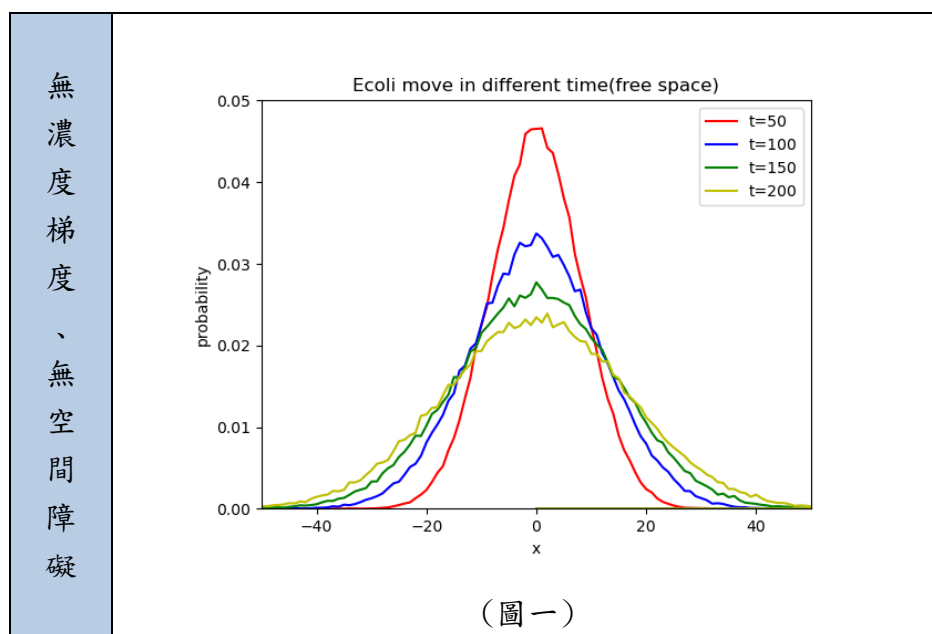 無濃度梯度、無空間障礙
Ecoli move in different time(free space)
0.05
0.04
0.03
0.02
0.01
0.00
probability
t=50
t=100
t=150
t=200
−40
−20
0
20
40
x
(圖一)